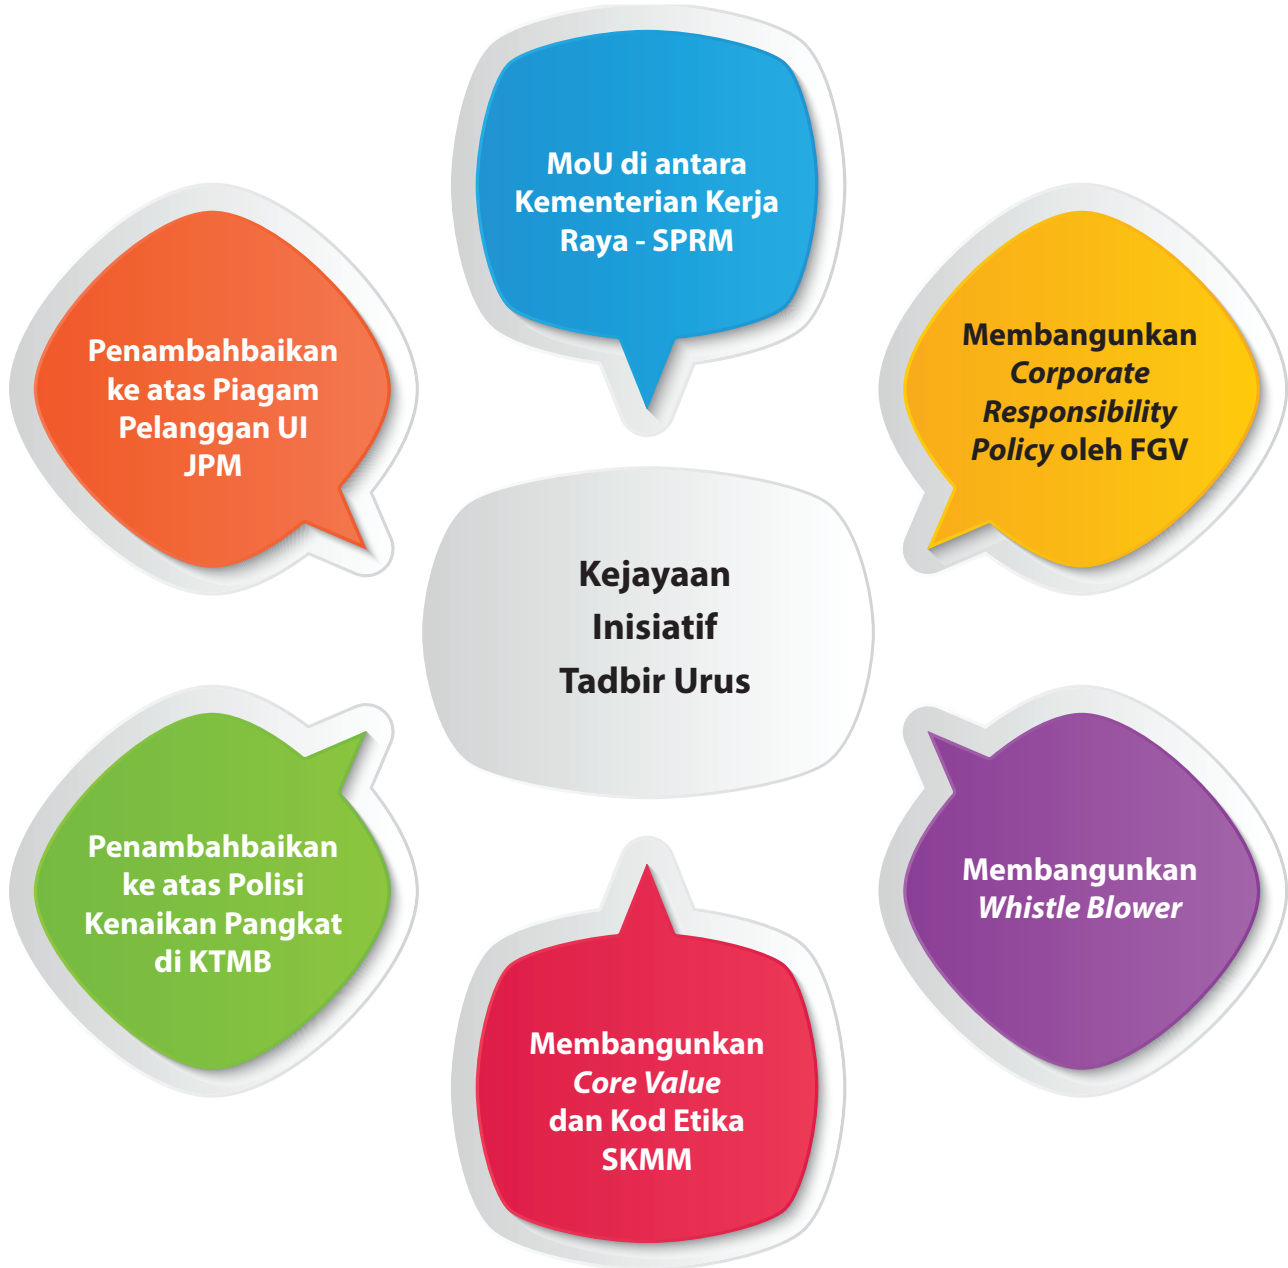 MoU di antara
Kementerian Kerja
Raya - SPRM
Penambahbaikan
ke atas Piagam
Pelanggan UI
JPM
Membangunkan
Corporate
Responsibility
Policy oleh FGV
Kejayaan
Inisiatif
Tadbir Urus
Penambahbaikan
ke atas Polisi
Kenaikan Pangkat
di KTMB
Membangunkan
Whistle Blower
Membangunkan
Core Value
dan Kod Etika
SKMM